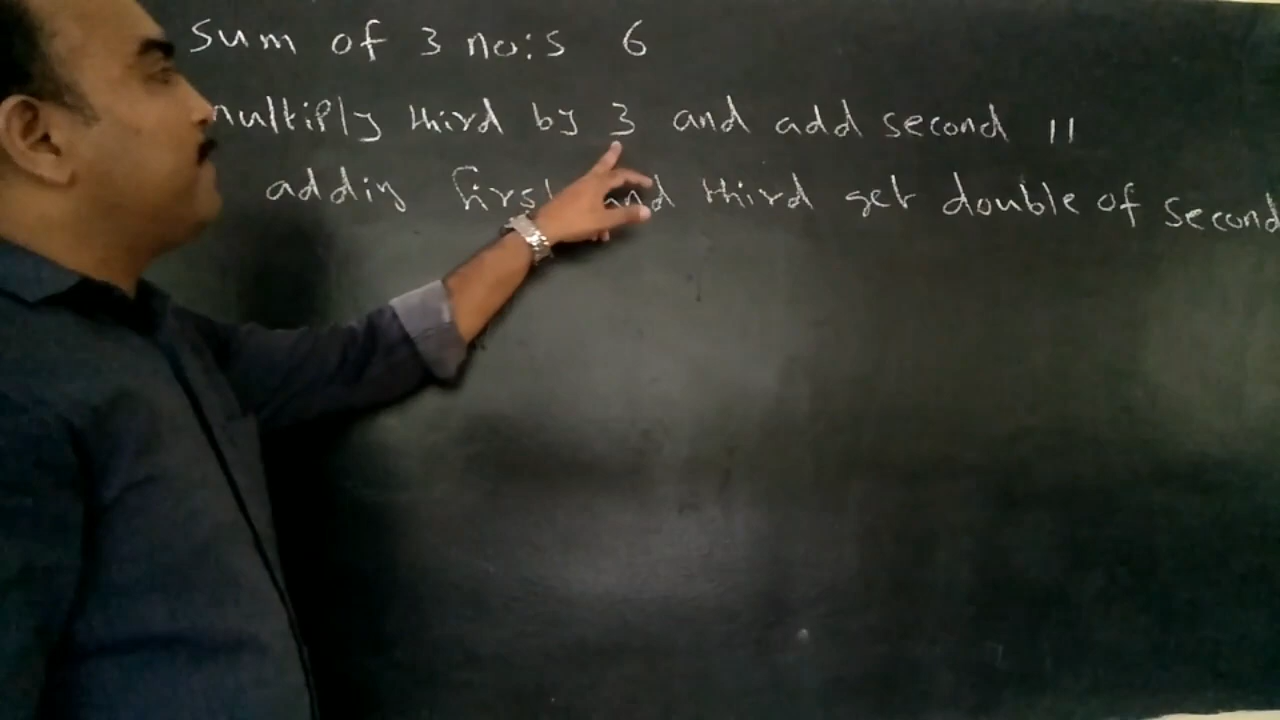 Sum of 3 no:s 6
multiply third by 3 and add second 11
addin first and third get double of second